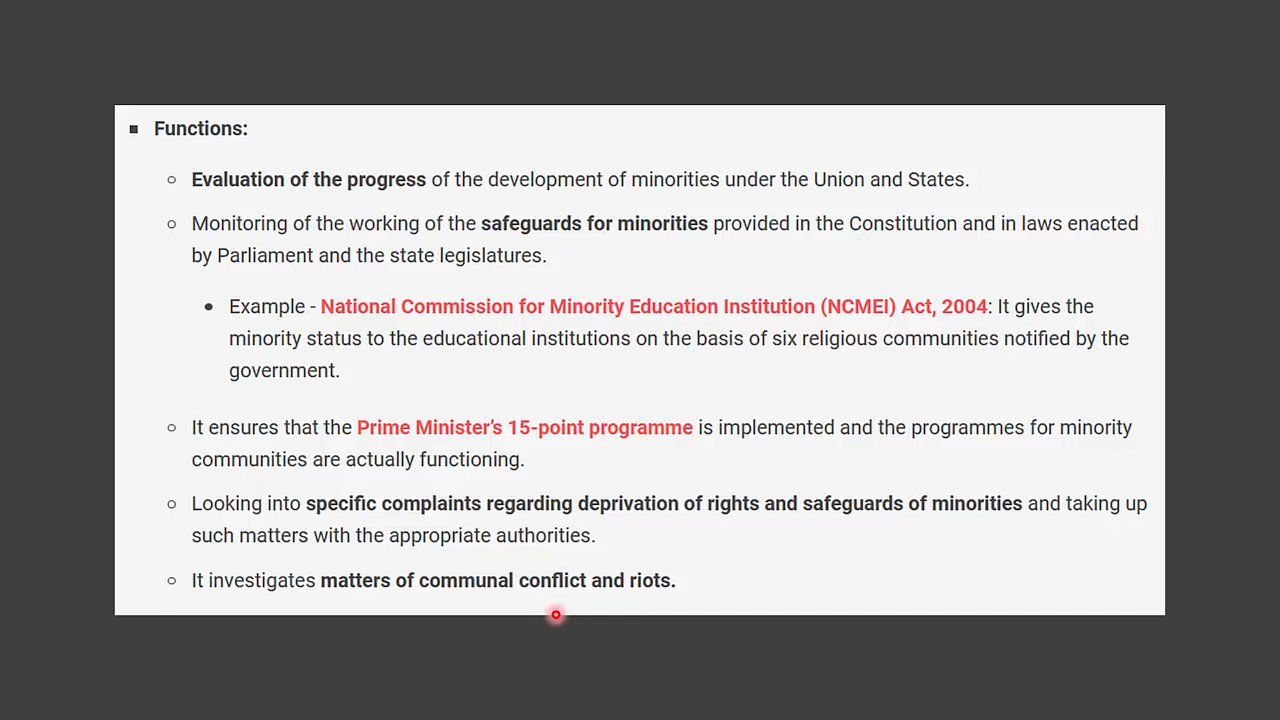 Functions:
Evaluation of the progress of the development of minorities under the Union and States.
Monitoring of the working of the safeguards for minorities provided in the Constitution and in laws enacted
by Parliament and the state legislatures.
Example - National Commission for Minority Education Institution (NCMEI) Act, 2004: It gives the
minority status to the educational institutions on the basis of six religious communities notified by the
government.
It ensures that the Prime Minister’s 15-point programme is implemented and the programmes for minority
communities are actually functioning.
Looking into specific complaints regarding deprivation of rights and safeguards of minorities and taking up
such matters with the appropriate authorities.
It investigates matters of communal conflict and riots.